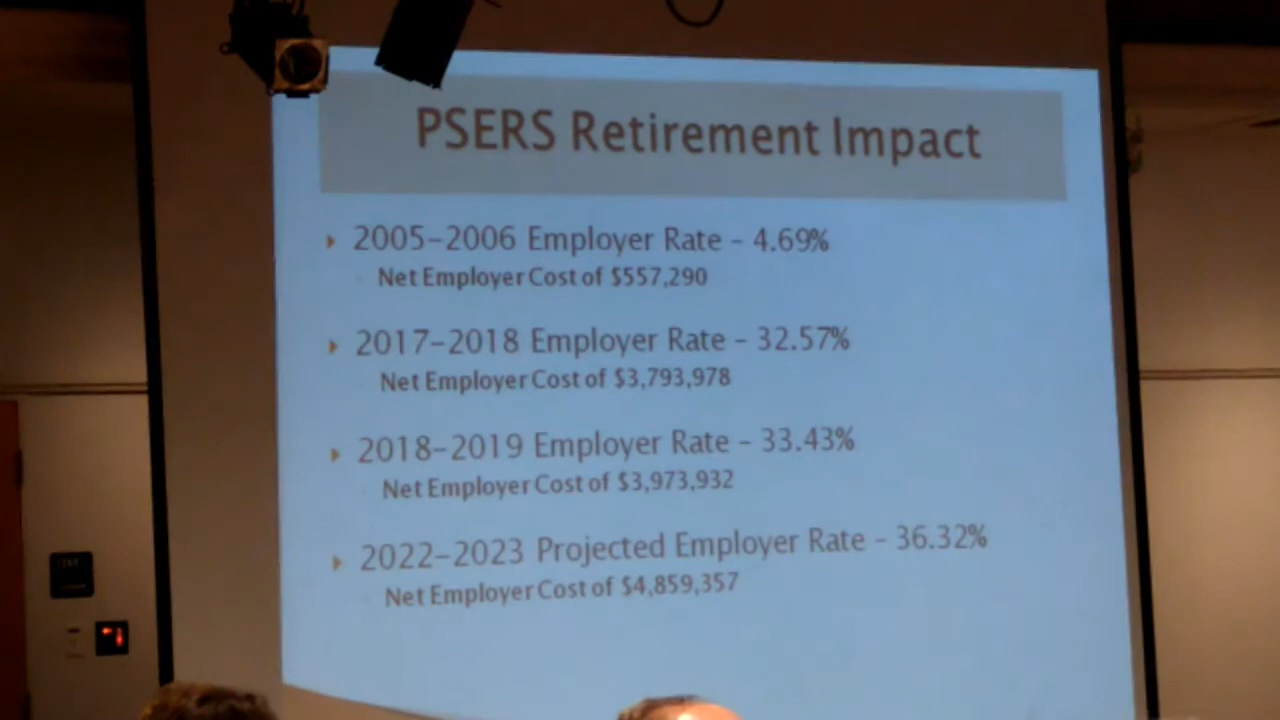 PSERS Retirement Impact
2005-2006 Employer Rate - 4.69%
Net Employer Cost of $557,290
2017-2018 Employer Rate - 32.57%
Net Employer Cost of $3,793,978
2018-2019 Employer Rate - 33.43%
Net Employer Cost of $3,973,932
2022-2023 Projected Employer Rate - 36.32%
Net Employer Cost of $4,859,357